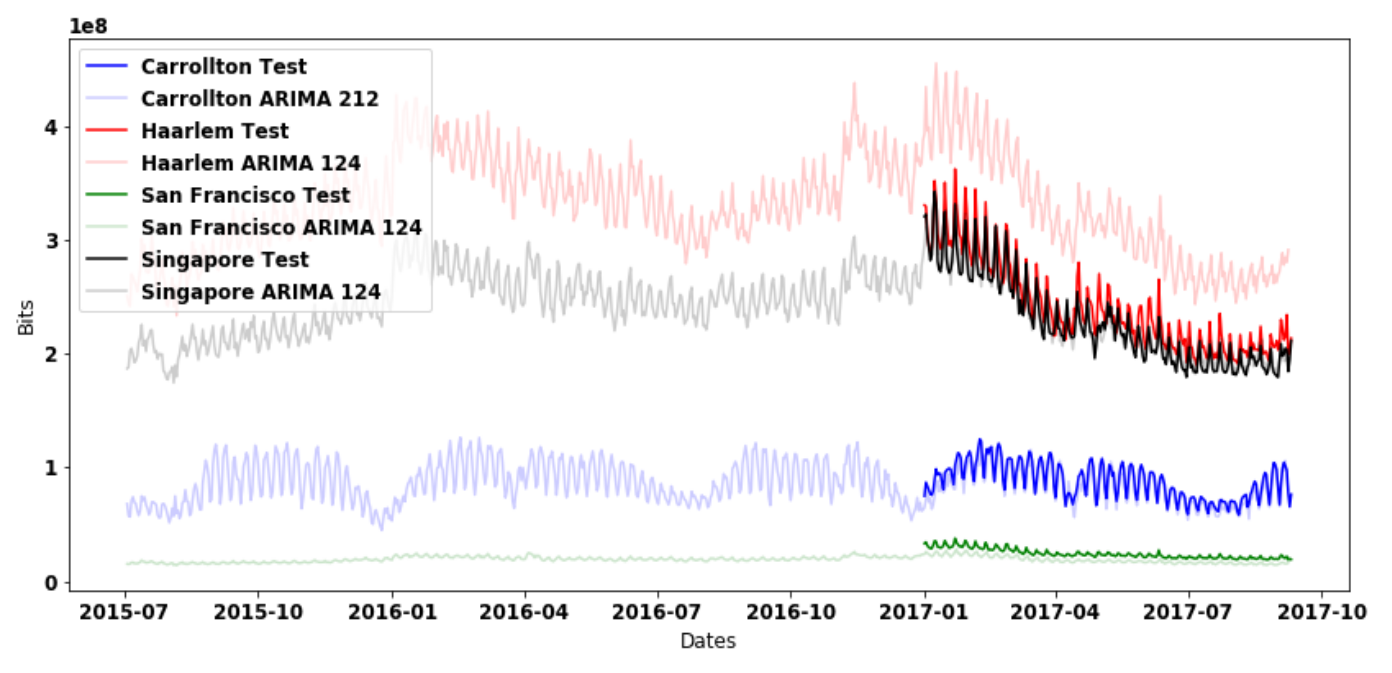 1e8
Carrollton Test
Carrollton ARIMA 212
Haarlem Test
Haarlem ARIMA 124
San Francisco Test
San Francisco ARIMA 124
Singapore Test
Singapore ARIMA 124
4
3
2
1
0
Bits
2015-07 2015-10 2016-01 2016-04 2016-07 2016-10 2017-01 2017-04 2017-07 2017-10
Dates